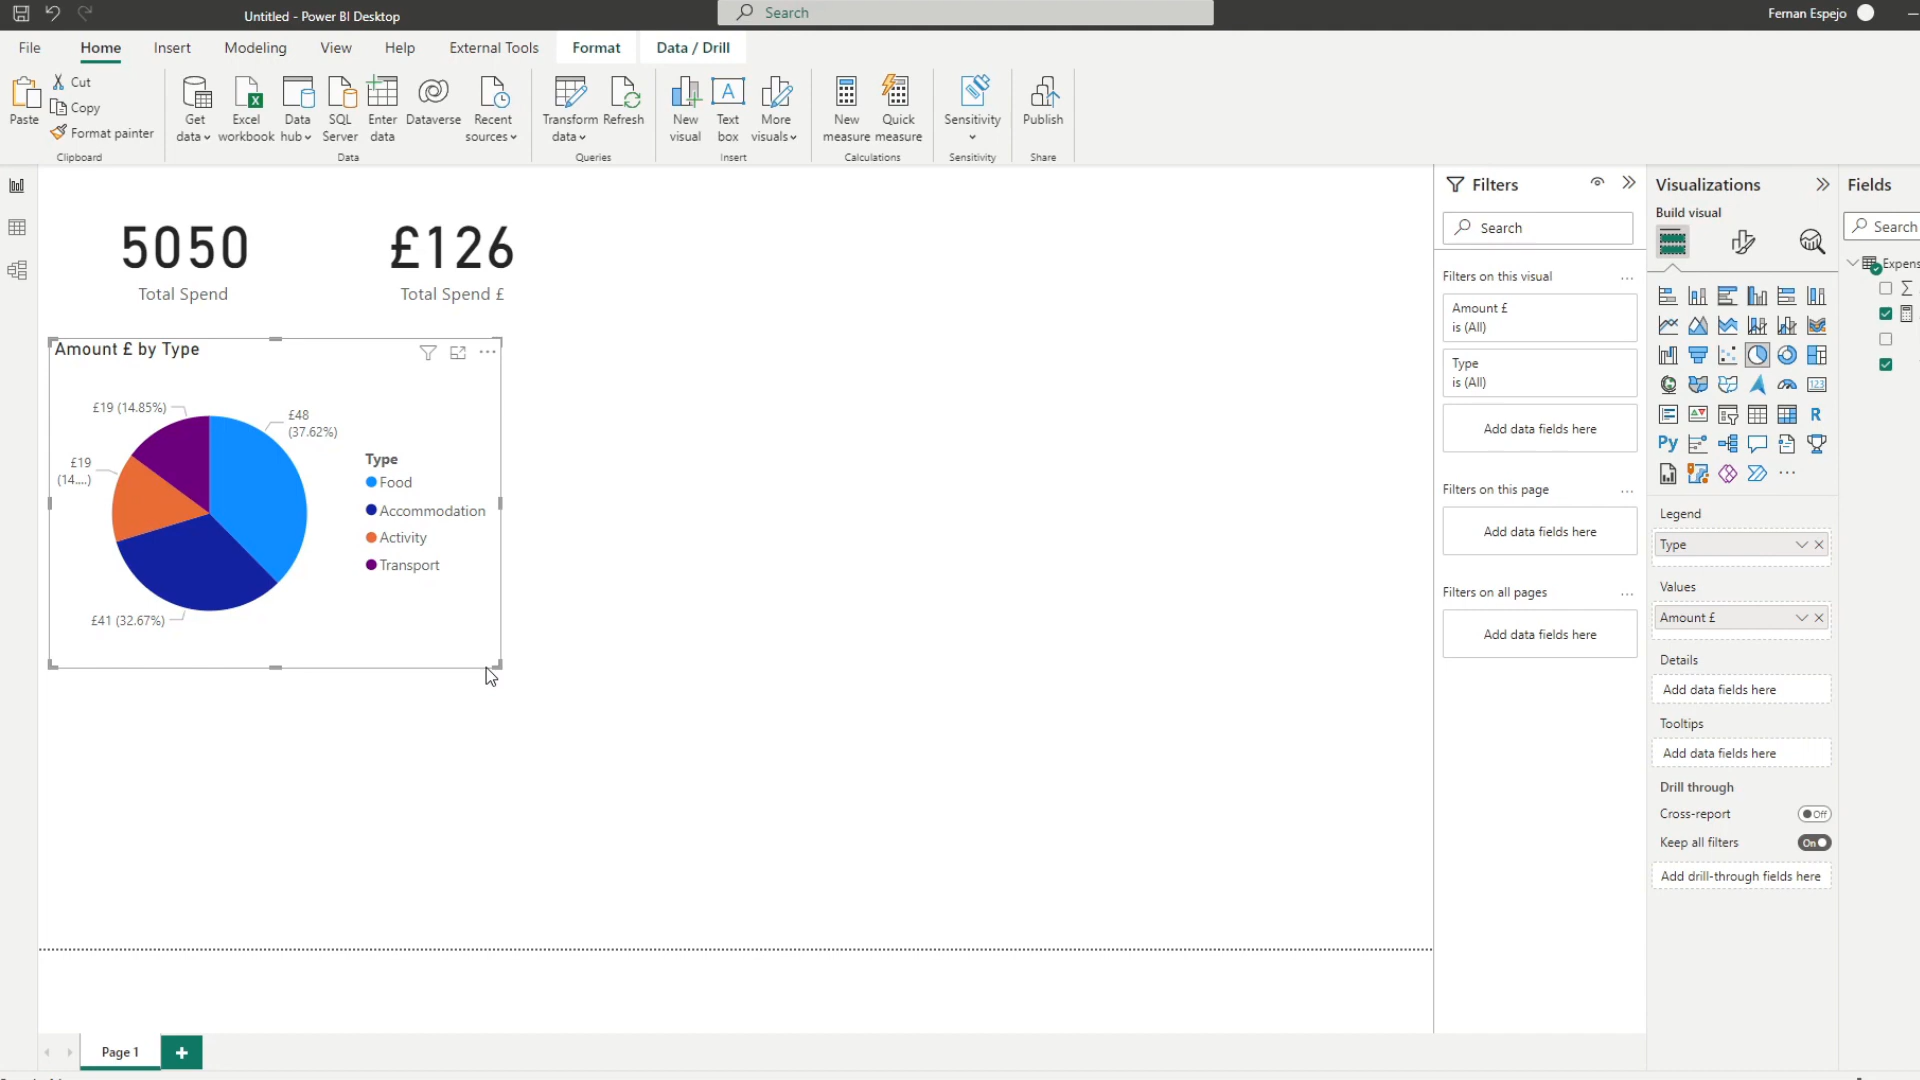 Untitled - Power BI Desktop
Search
Fernan Espejo
File
Home
Insert
Modeling
View
Help
External Tools
Format
Data / Drill
Paste
Cut
Copy
Format painter
Clipboard
Get data
Excel workbook
Data hub
SQL Server
Enter data
Dataverse
Recent sources
Data
Transform data
Refresh
Queries
New visual
Text box
More visuals
Insert
New measure
Quick measure
Calculations
Sensitivity
Sensitivity
Publish
Share
5050
Total Spend
£126
Total Spend £
Amount £ by Type
£19 (14.85%)
£48
(37.62%)
£19
(14....)
£41 (32.67%)
Type
Food
Accommodation
Activity
Transport
Filters
Search
Filters on this visual
Amount £
is (All)
Type
is (All)
Add data fields here
Filters on this page
Add data fields here
Filters on all pages
Add data fields here
Visualizations
Build visual
123
R
Py
Legend
Type
Values
Amount £
Details
Add data fields here
Tooltips
Add data fields here
Drill through
Cross-report
Off
Keep all filters
On
Add drill-through fields here
Fields
Search
Expens
Page 1